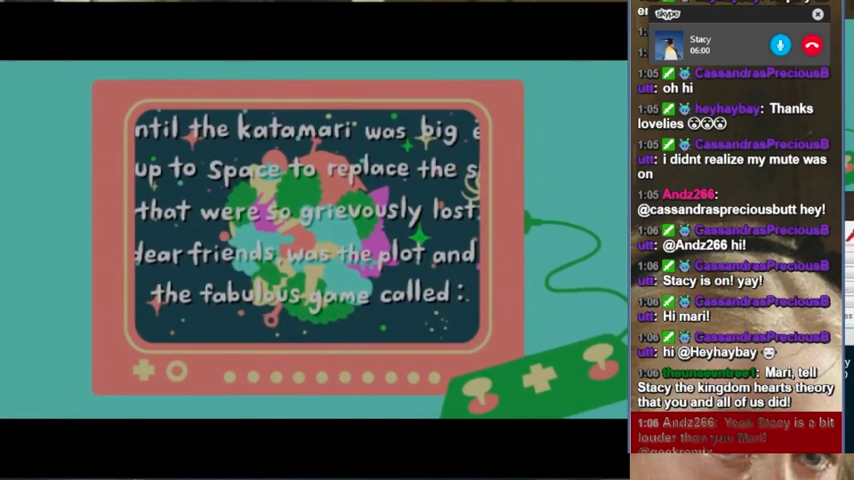 ntil the katamari was big
up to Space to replace the s
that were so grievously lost.
dear friends, was the plot and
the fabulous game called :
skype
Stacy
06:00
1:05 CassandrasPreciousB
utt: oh hi
1:05 heyhaybay: Thanks
lovelies
1:05 CassandrasPreciousB
utt: i didnt realize my mute was
on
1:05 Andz266:
@cassandraspreciousbutt hey!
1:06 CassandrasPreciousB
utt: @Andz266 hi!
1:06 CassandrasPreciousB
utt: Stacy is on! yay!
1:06 CassandrasPreciousB
utt: Hi mari!
1:06 CassandrasPreciousB
utt: hi @Heyhaybay
1:06 theunseentree1: Mari, tell
Stacy the kingdom hearts theory
that you and all of us did!
1:06 Andz266: Yeah Stacy is a bit
louder than you Mari!
@geekremix